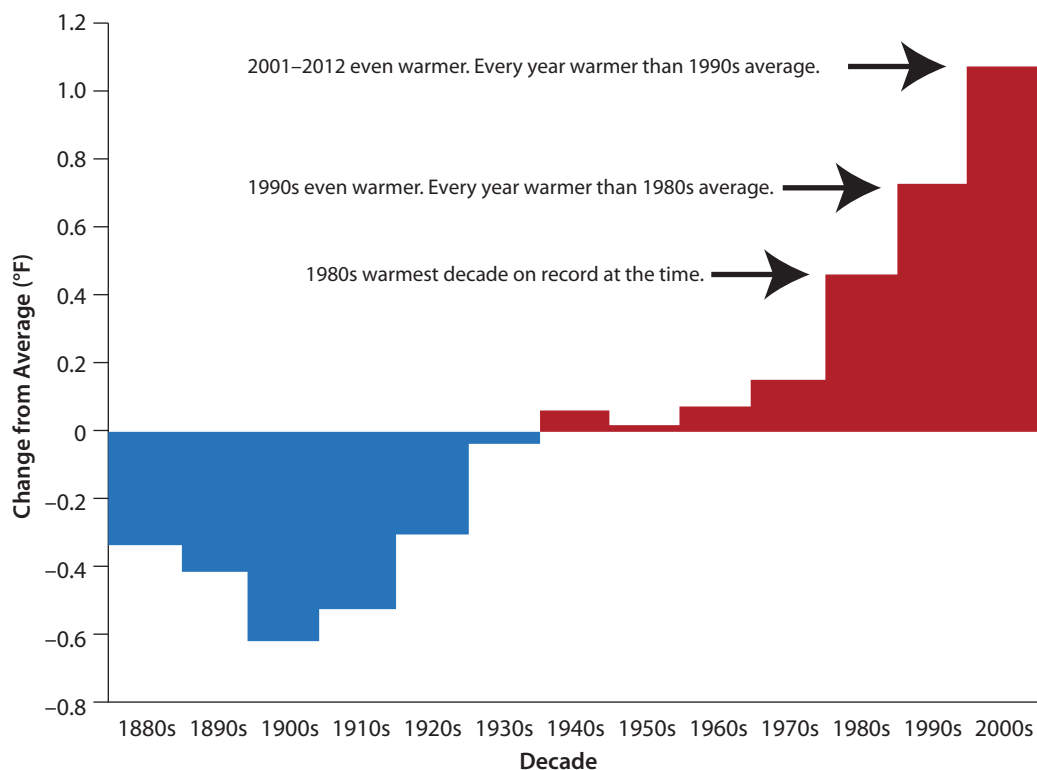 1.2
2001–2012 even warmer. Every year warmer than 1990s average.
1.0
0.8
1990s even warmer. Every year warmer than 1980s average.
0.6
1980s warmest decade on record at the time.
0.4
0.2
0
–0.2
–0.4
–0.6
–0.8
Change from Average (°F)
1880s 1890s 1900s 1910s 1920s 1930s 1940s 1950s 1960s 1970s 1980s 1990s 2000s
Decade